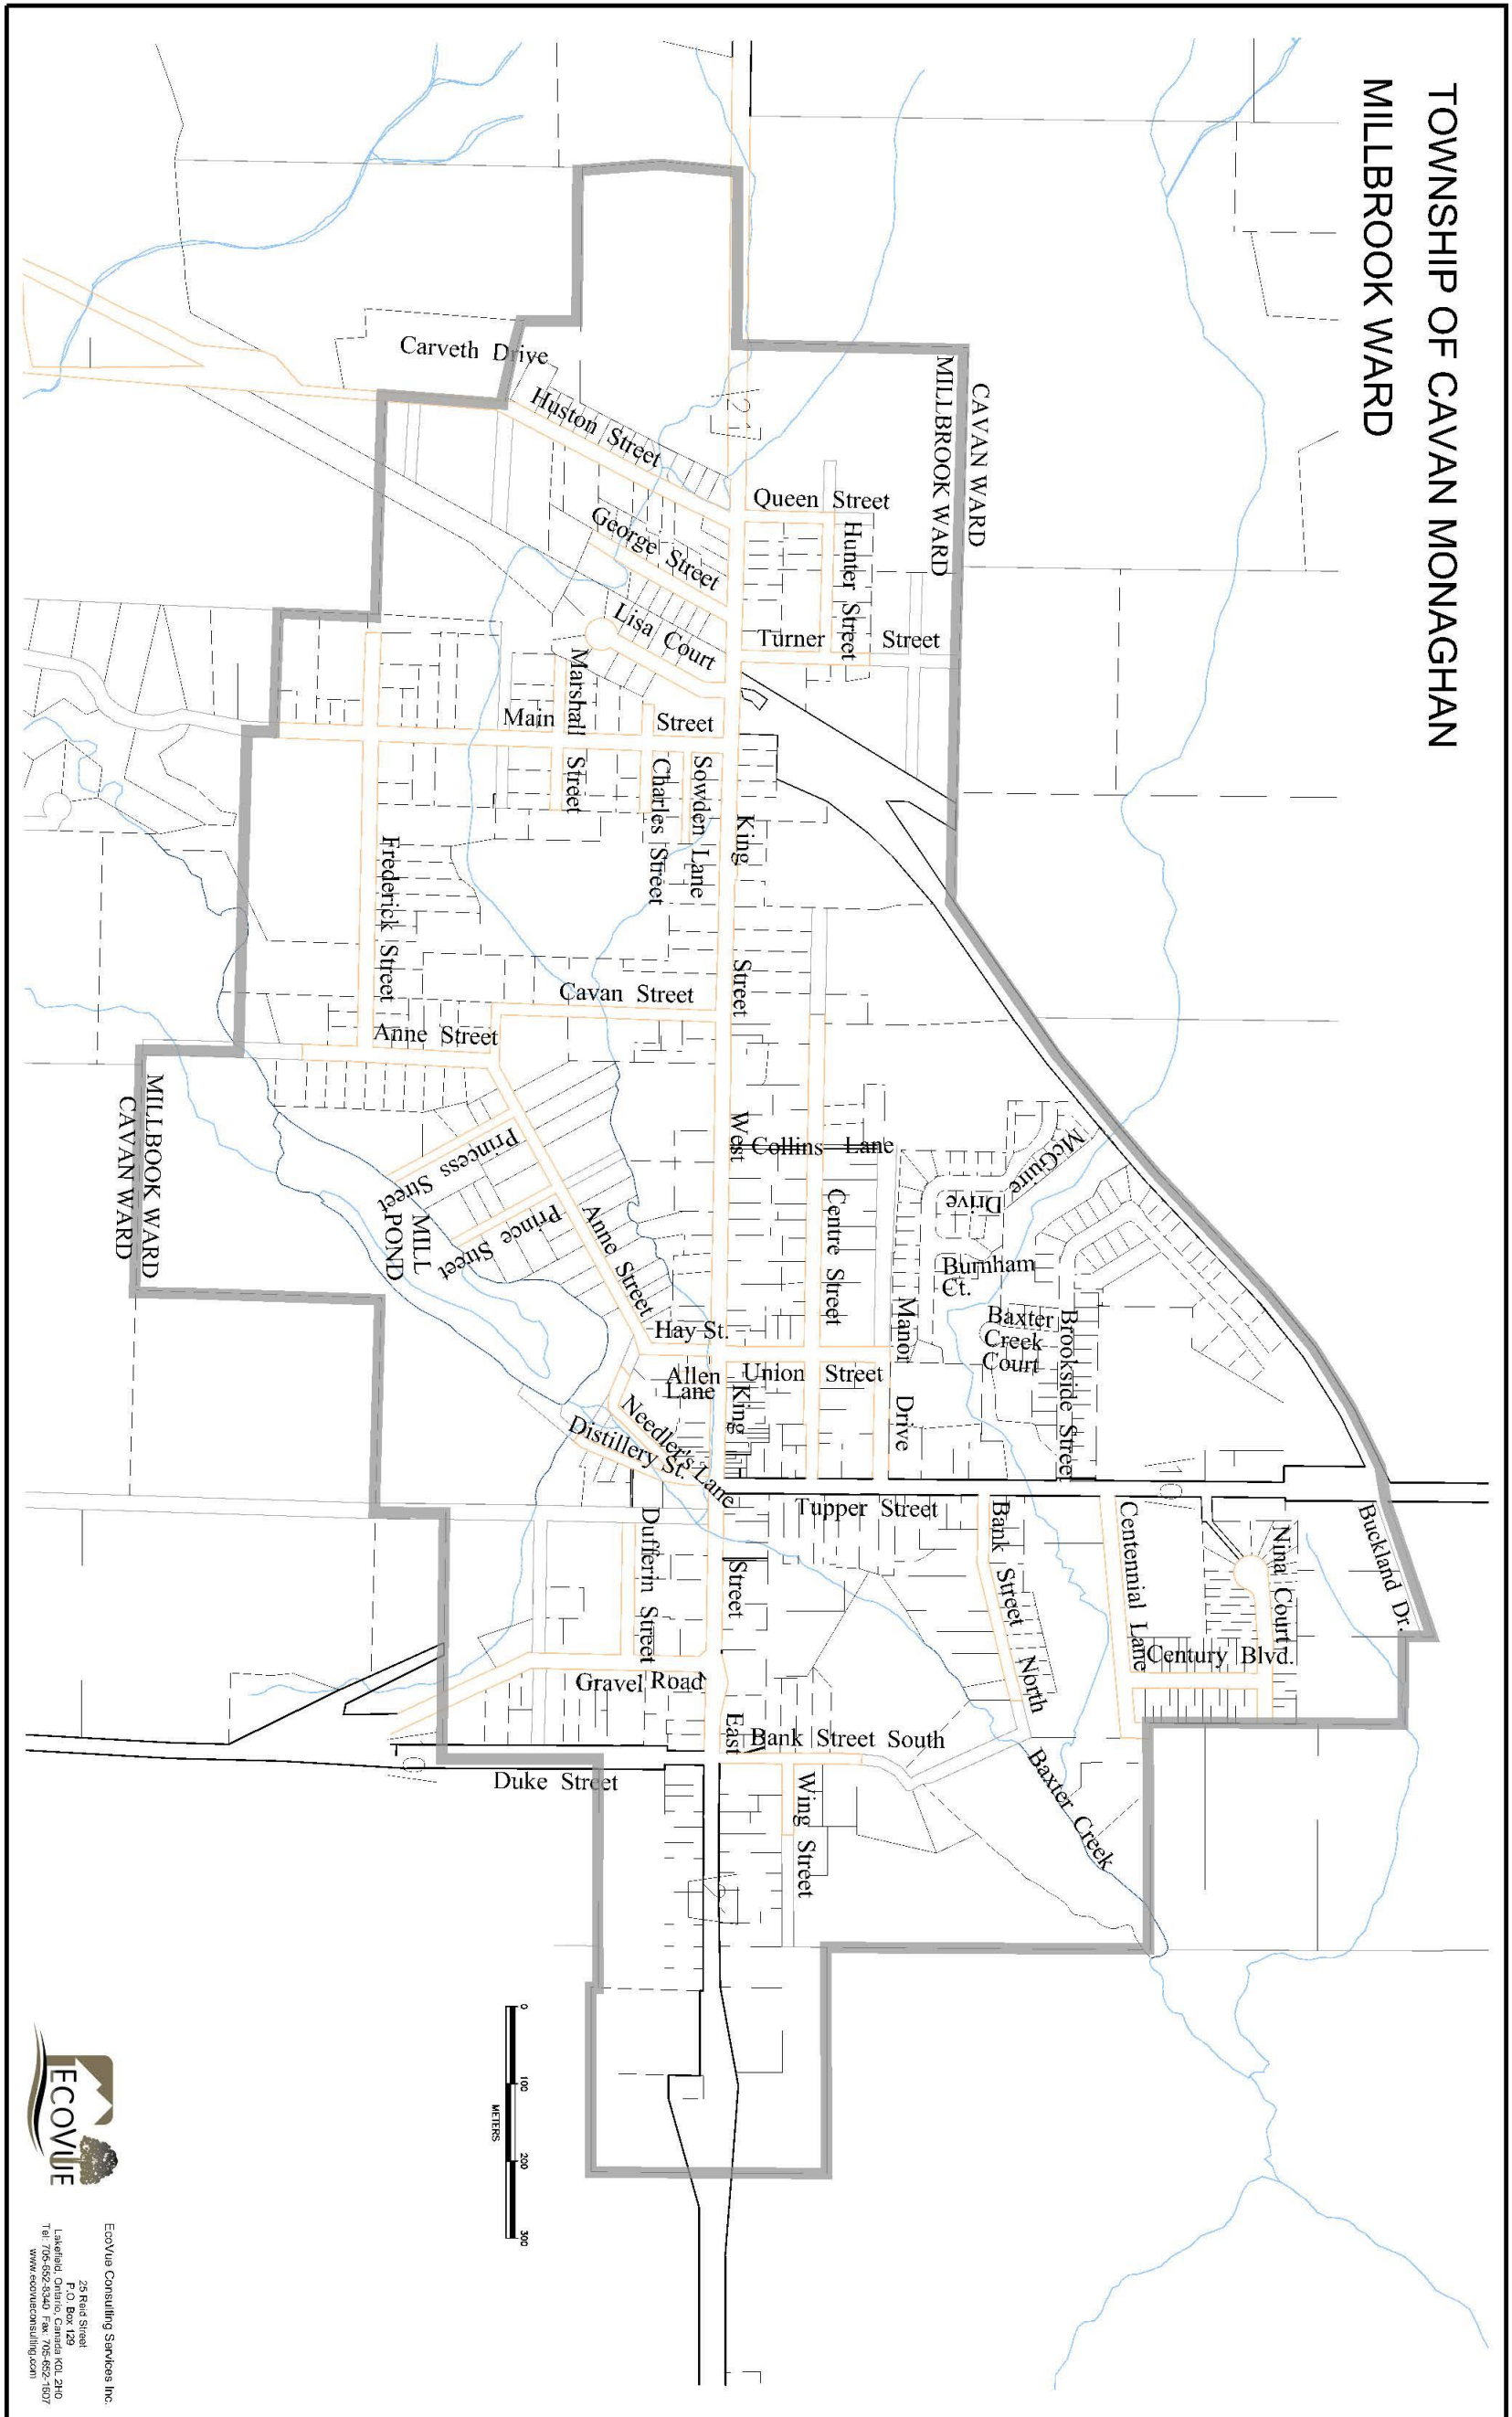 TOWNSHIP OF CAVAN MONAGHAN
MILLBROOK WARD
CAVAN WARD
MILLBROOK WARD
Carveth Drive
Huston Street
21
Queen Street
Hunter Street
George Street
Lisa Court
Turner Street
Marshall Street
Main Street
Charles Street
Sowden Lane
King Street West
Frederick Street
Cavan Street
Anne Street
MILLBOOK WARD
CAVAN WARD
Princess Street
Prince Street
MILL
POND
Anne Street
Collins Lane
Centre Street
McGuire Drive
Burnham
Ct.
Baxter
Creek
Court
Brookside Street
Manor Drive
Hay St.
Union Street
Allen
Lane
Needler's Lane
Distillery St.
King Street East
Tupper Street
Bank Street North
Centennial Lane
10
Nina Court
Buckland Dr.
Century Blvd.
Dufferin Street
Gravel Road
Bank Street South
Wing Street
Baxter Creek
10
Duke Street
21
0 100 200 300
METERS
ECOVUE
EcoVue Consulting Services Inc.
25 Reid Street
P.O. Box 129
Lakefield, Ontario, Canada K0L 2H0
Tel: 705-652-8340 Fax: 705-652-1607
www.ecovueconsulting.com